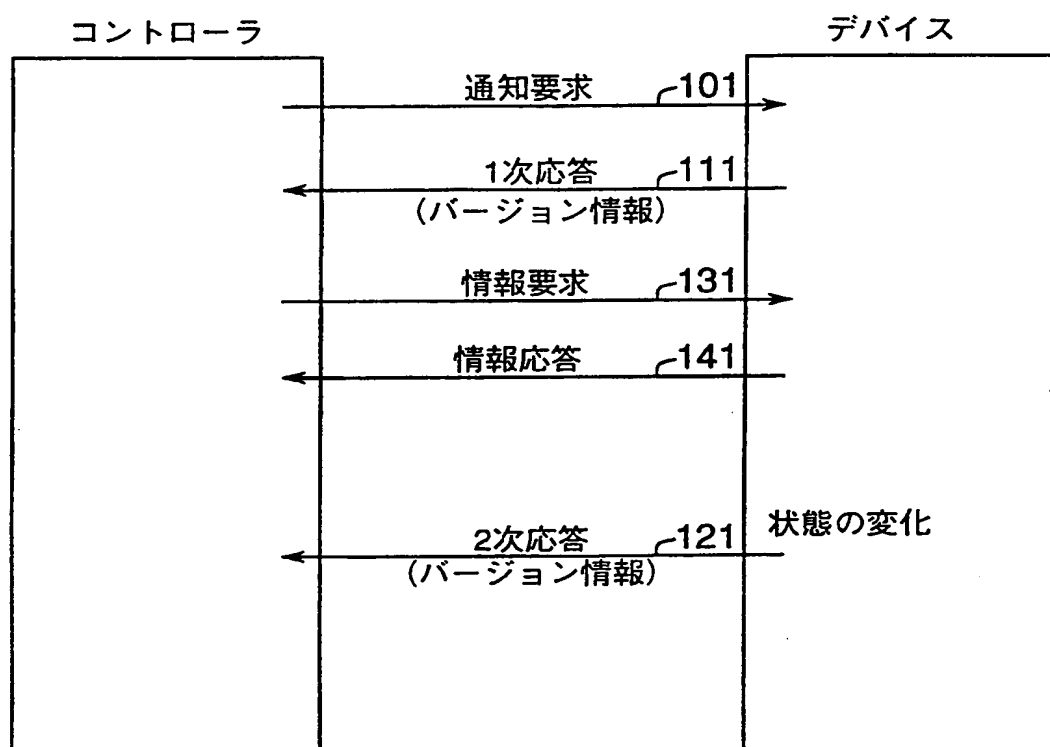 コントローラ
デバイス
通知要求
101
1次応答
111
(バージョン情報)
情報要求
131
情報応答
141
状態の変化
2次応答
121
(バージョン情報)